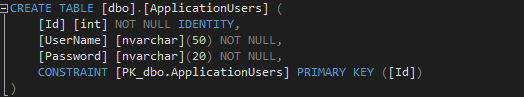 CREATE TABLE [dbo].[ApplicationUsers] (
[Id] [int] NOT NULL IDENTITY,
[UserName] [nvarchar](50) NOT NULL,
[Password] [nvarchar](20) NOT NULL,
CONSTRAINT [PK_dbo.ApplicationUsers] PRIMARY KEY ([Id])
)